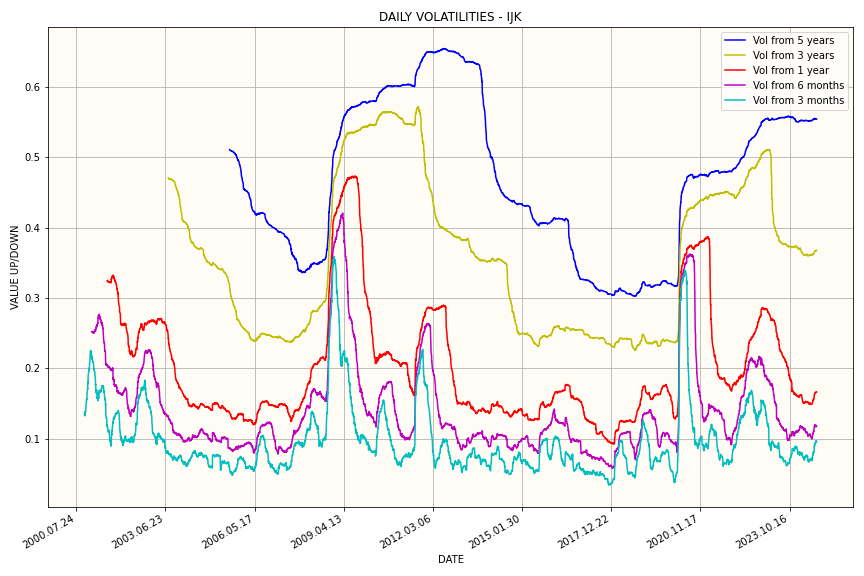 DAILY VOLATILITIES - IJK
Vol from 5 years
Vol from 3 years
Vol from 1 year
Vol from 6 months
Vol from 3 months
VALUE UP/DOWN
0.6
0.5
0.4
0.3
0.2
0.1
2000.07.24
2003.06.23
2006.05.17
2009.04.13
2012.03.06
2015.01.30
2017.12.22
2020.11.17
2023.10.16
DATE